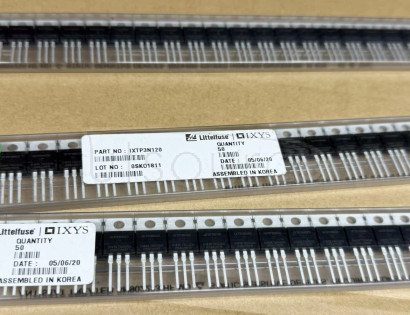 Littelfuse | IXYS
PART NO : IXTP3N120
QUANTITY
50
LOT NO : 0SKC1611
DATE : 05/06/20
ASSEMBLED IN KOREA
Littelfuse | IXYS
QUANTITY
50
DATE : 05/06/20
ASSEMBLED IN KOREA